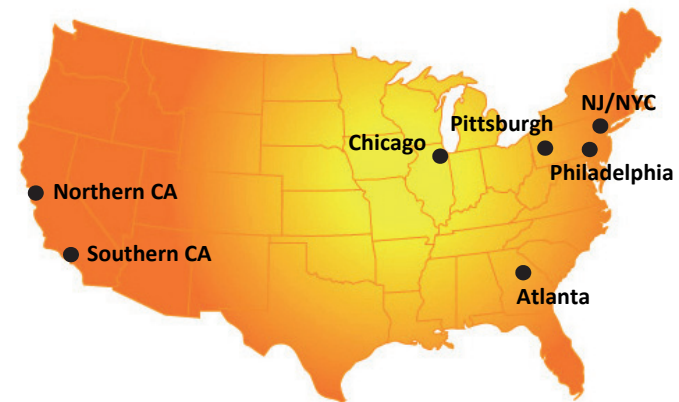 NJ/NYC
Pittsburgh
Chicago
Philadelphia
Northern CA
Southern CA
Atlanta